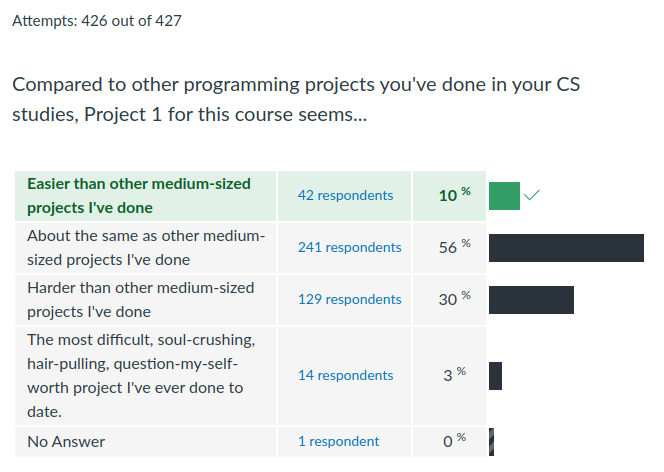 Attempts: 426 out of 427
Compared to other programming projects you've done in your CS
studies, Project 1 for this course seems...
Easier than other medium-sized
projects I've done
42 respondents
10 %
About the same as other medium-
sized projects I've done
241 respondents
56 %
Harder than other medium-sized
projects I've done
129 respondents
30 %
The most difficult, soul-crushing,
hair-pulling, question-my-self-
worth project I've ever done to
date.
14 respondents
3 %
No Answer
1 respondent
0 %